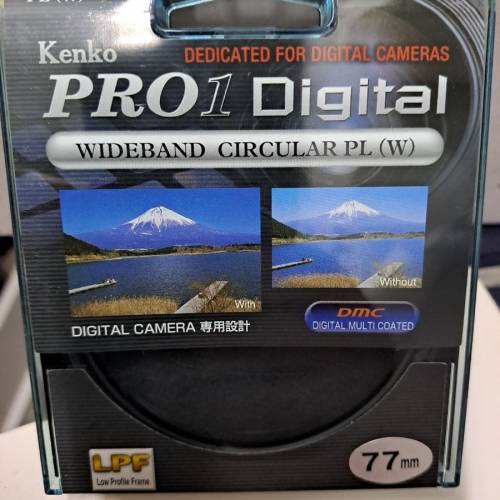 PL (W)
Kenko
DEDICATED FOR DIGITAL CAMERAS
PRO1 Digital
WIDEBAND CIRCULAR PL (W)
With
Without
DIGITAL CAMERA 専用設計
DMC
DIGITAL MULTI COATED
LPF
Low Profile Frame
77mm